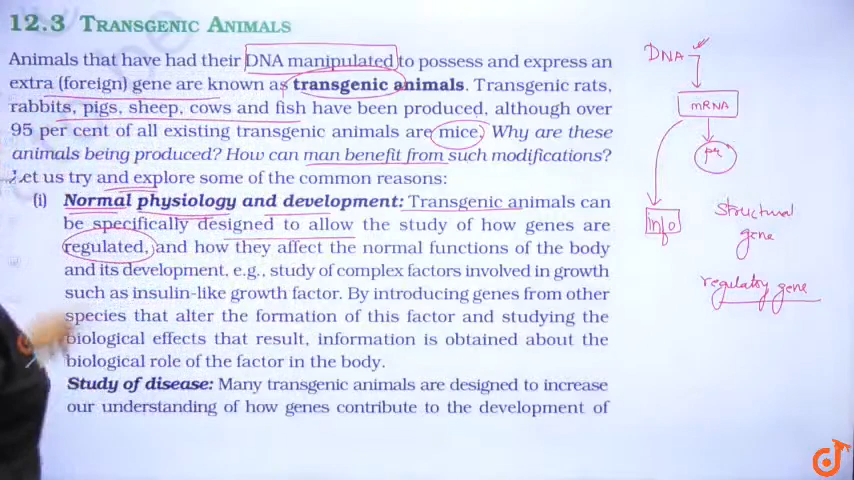 12.3 TRANSGENIC ANIMALS
Animals that have had their DNA manipulated to possess and express an
extra (foreign) gene are known as transgenic animals. Transgenic rats,
rabbits, pigs, sheep, cows and fish have been produced, although over
95 per cent of all existing transgenic animals are mice. Why are these
animals being produced? How can man benefit from such modifications?
Let us try and explore some of the common reasons:
(i) Normal physiology and development: Transgenic animals can
be specifically designed to allow the study of how genes are
regulated, and how they affect the normal functions of the body
and its development, e.g., study of complex factors involved in growth
such as insulin-like growth factor. By introducing genes from other
species that alter the formation of this factor and studying the
biological effects that result, information is obtained about the
biological role of the factor in the body.
Study of disease: Many transgenic animals are designed to increase
our understanding of how genes contribute to the development of
DNA
mRNA
pr
info
structural
gene
regulatory gene